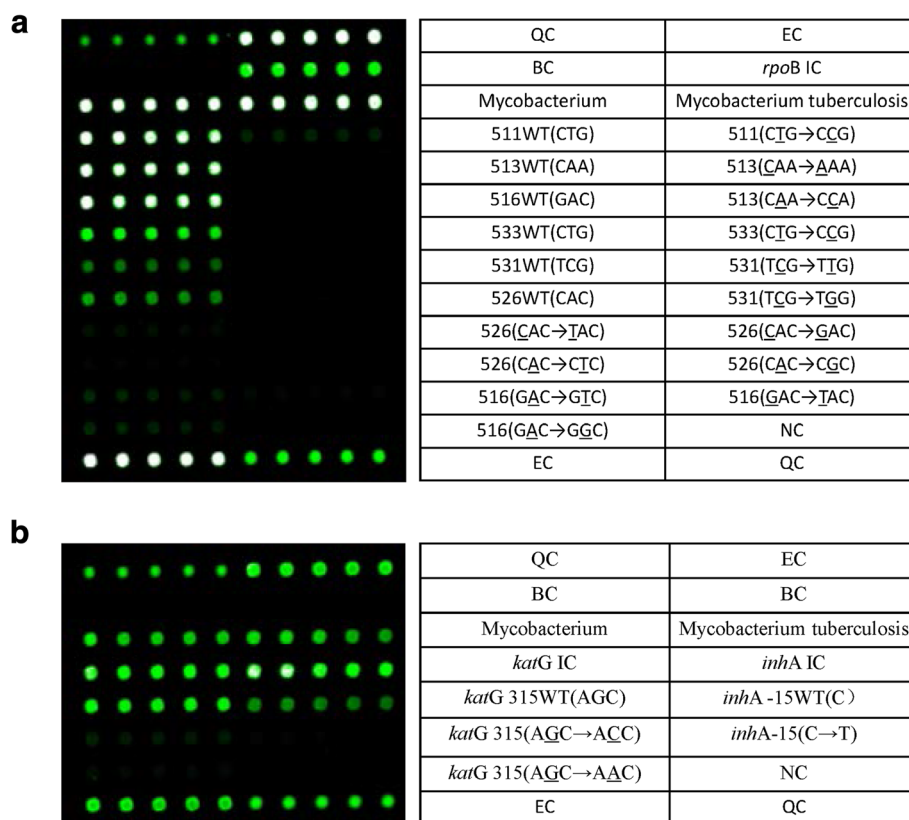 a
QC EC
BC rpoB IC
Mycobacterium Mycobacterium tuberculosis
511WT(CTG) 511(CTG→CCG)
513WT(CAA) 513(CAA→AAA)
516WT(GAC) 513(CAA→CCA)
533WT(CTG) 533(CTG→CCG)
531WT(TCG) 531(TCG→TTG)
526WT(CAC) 531(TCG→TGG)
526(CAC→TAC) 526(CAC→GAC)
526(CAC→CTC) 526(CAC→CGC)
516(GAC→GTC) 516(GAC→TAC)
516(GAC→GGC) NC
EC QC
b
QC EC
BC BC
Mycobacterium Mycobacterium tuberculosis
katG IC inhA IC
katG 315WT(AGC) inhA -15WT(C)
katG 315(AGC→ACC) inhA-15(C→T)
katG 315(AGC→AAC) NC
EC QC